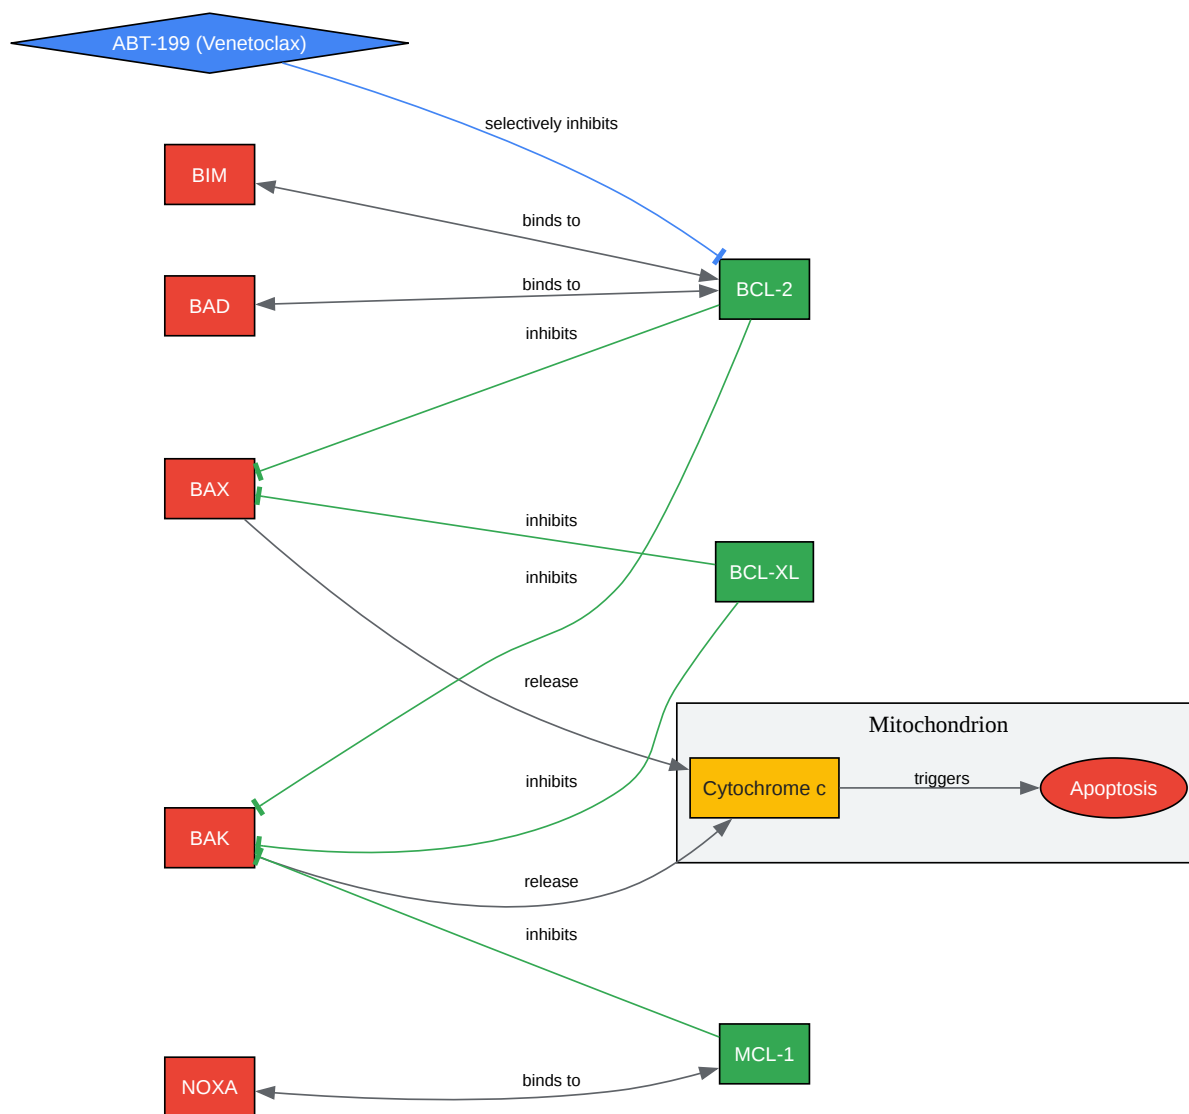 ABT-199 (Venetoclax)
selectively inhibits
BIM
binds to
BAD
binds to
BCL-2
inhibits
BAX
inhibits
BCL-XL
inhibits
release
Mitochondrion
Cytochrome c
triggers
Apoptosis
inhibits
BAK
release
inhibits
MCL-1
NOXA
binds to